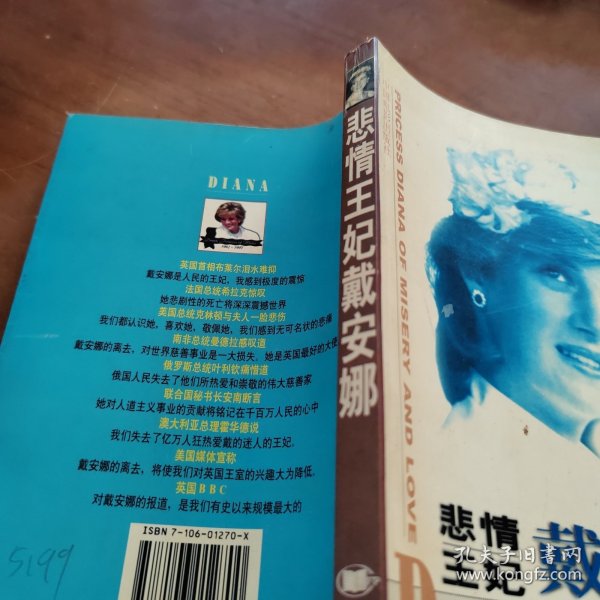 DIANA
英国首相布莱尔泪水难抑
戴安娜是人民的王妃，我感到极度的震惊
法国总统希拉克惊叹
她悲剧性的死亡将深深震撼世界
美国总统克林顿与夫人一脸悲伤
我们都认识她，喜欢她、敬佩她，我们感到无可名状的悲痛
南非总统曼德拉感叹道
戴安娜的离去，对世界慈善事业是一大损失，她是英国最好的大使
俄罗斯总统叶利钦痛惜道
俄国人民失去了他们所热爱和崇敬的伟大慈善家
联合国秘书长安南断言
她对人道主义事业的贡献将铭记在千百万人民的心中
澳大利亚总理霍华德说
我们失去了亿万人狂热爱戴的迷人的王妃。
美国媒体宣称
戴安娜的离去，将使我们对英国王室的兴趣大为降低。
英国BBC
对戴安娜的报道，是我们有史以来规模最大的
ISBN 7-106-01270-X
5199
悲情王妃戴安娜
PRICESS DIANA OF MISERY AND LOVE
悲情
王妃
戴
D
孔夫子旧书网
www.kongfz.com